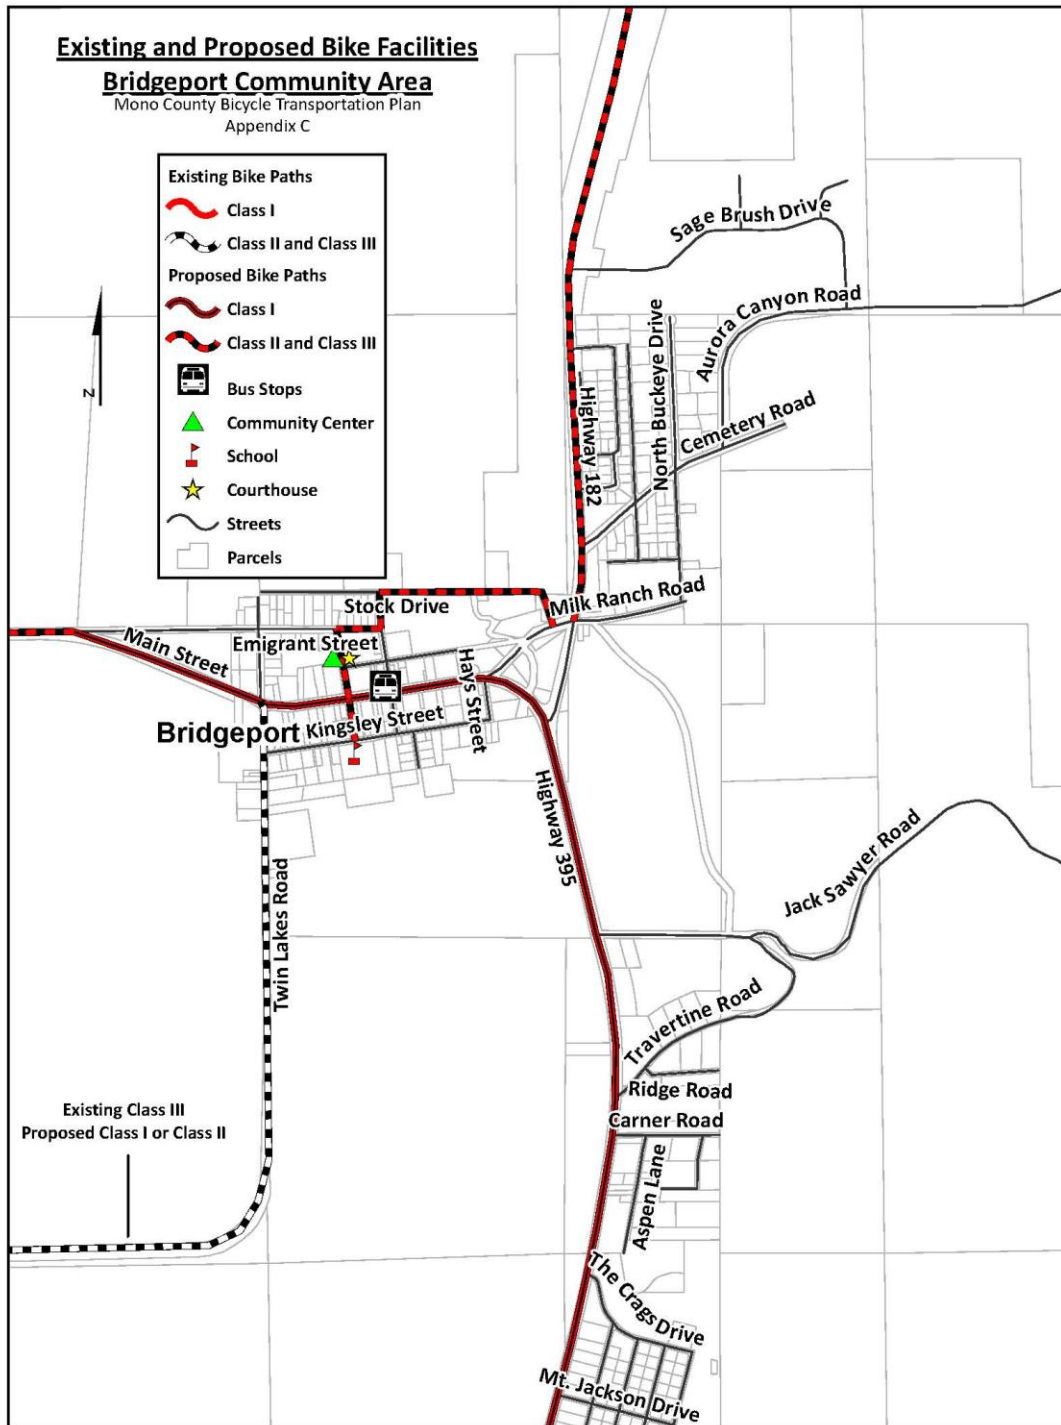 Existing and Proposed Bike Facilities
Bridgeport Community Area
Mono County Bicycle Transportation Plan
Appendix C
Existing Bike Paths
Class I
Class II and Class III
Proposed Bike Paths
Class I
Class II and Class III
Bus Stops
Community Center
School
Courthouse
Streets
Parcels
N
Sage Brush Drive
Aurora Canyon Road
North Buckeye Drive
Highway 182
Cemetery Road
Milk Ranch Road
Stock Drive
Emigrant Street
Main Street
Hays Street
Kingsley Street
Bridgeport
Highway 395
Twin Lakes Road
Jack Sawyer Road
Travertine Road
Ridge Road
Carner Road
Aspen Lane
Existing Class III
Proposed Class I or Class II
The Crags Drive
Mt. Jackson Drive